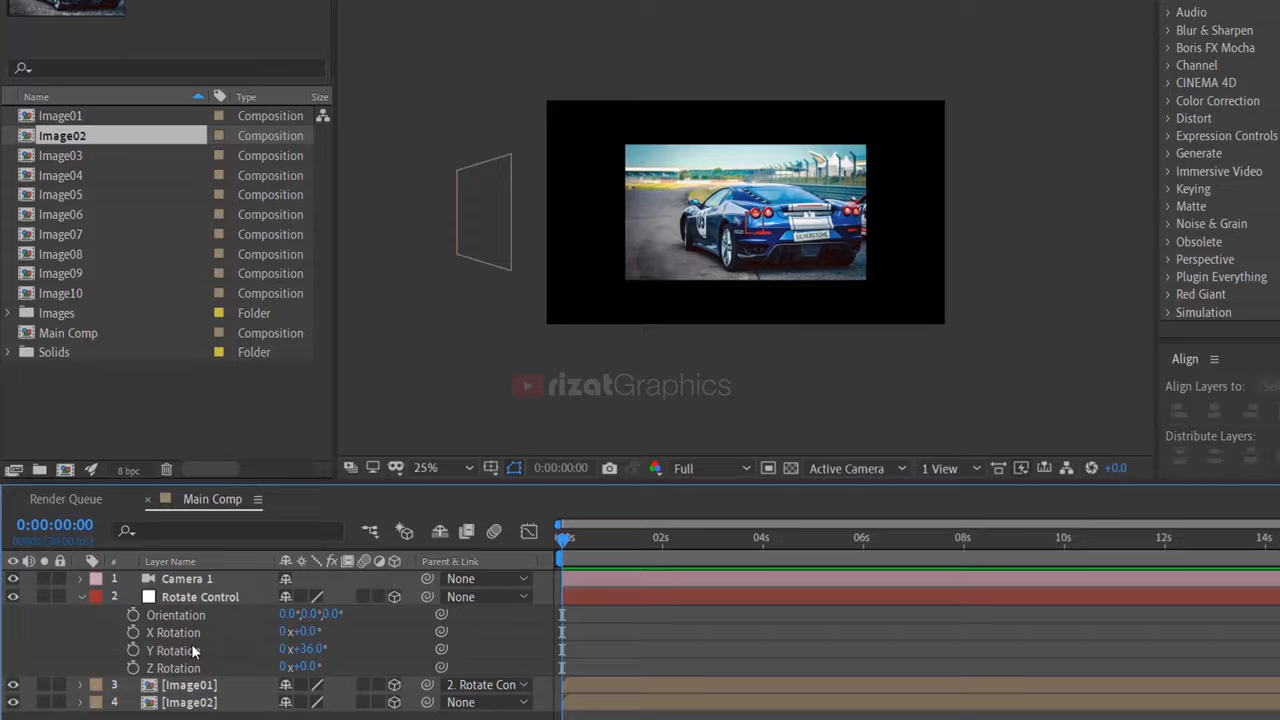 Name Type Size
Image01 Composition
Image02 Composition
Image03 Composition
Image04 Composition
Image05 Composition
Image06 Composition
Image07 Composition
Image08 Composition
Image09 Composition
Image10 Composition
Images Folder
Main Comp Composition
Solids Folder
8 bpc
SILVERSTONE
rizatGraphics
25% 0:00:00:00 Full Active Camera 1 View +0.0
Audio
Blur & Sharpen
Boris FX Mocha
Channel
CINEMA 4D
Color Correction
Distort
Expression Controls
Generate
Immersive Video
Keying
Matte
Noise & Grain
Obsolete
Perspective
Plugin Everything
Red Giant
Simulation
Align
Align Layers to:
Distribute Layers:
Render Queue × Main Comp
0:00:00:00
00000 (30.00 fps)
02s 04s 06s 08s 10s 12s 14s
# Layer Name fx Parent & Link
1 Camera 1 None
2 Rotate Control None
Orientation 0.0°,0.0°,0.0°
X Rotation 0x+0.0°
Y Rotation 0x+36.0°
Z Rotation 0x+0.0°
3 [Image01] 2. Rotate Con
4 [Image02] None